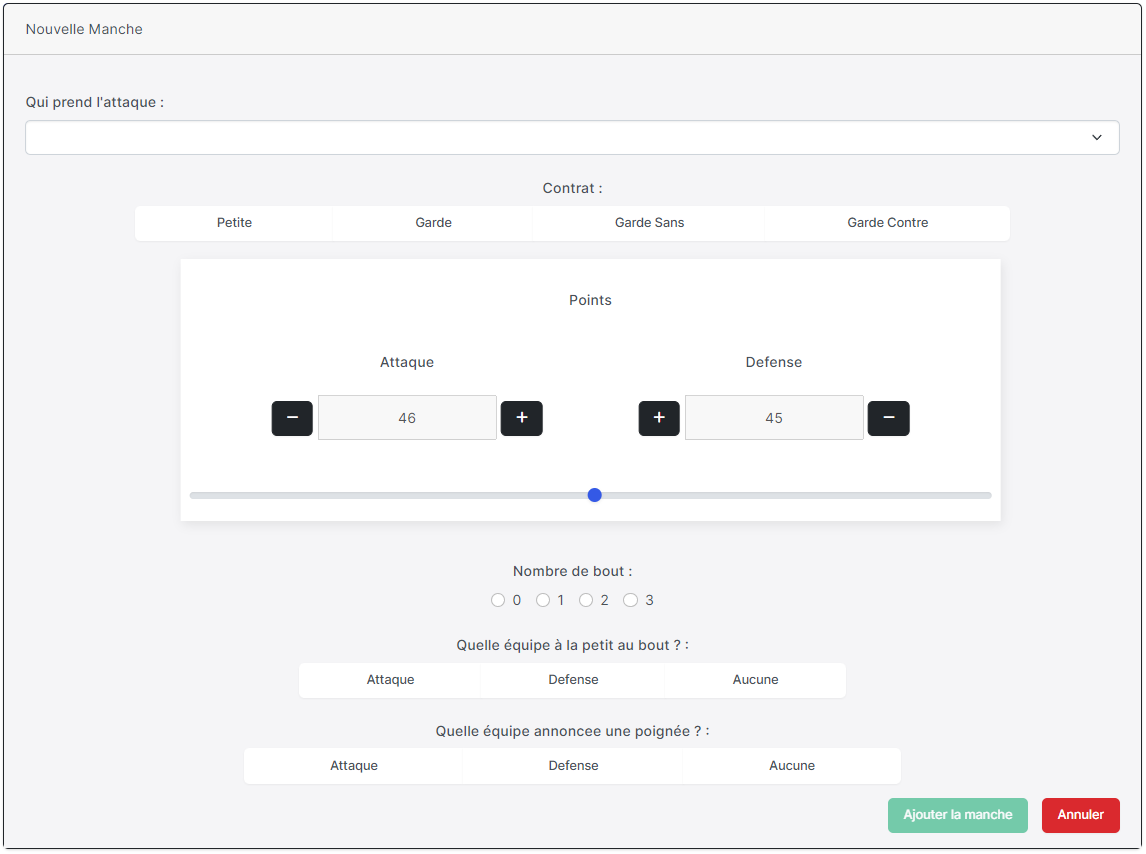 Nouvelle Manche
Qui prend l'attaque :
Contrat :
Petite Garde Garde Sans Garde Contre
Points
Attaque Defense
− 46 + + 45 −
Nombre de bout :
0 1 2 3
Quelle équipe à la petit au bout ? :
Attaque Defense Aucune
Quelle équipe annoncee une poignée ? :
Attaque Defense Aucune
Ajouter la manche Annuler